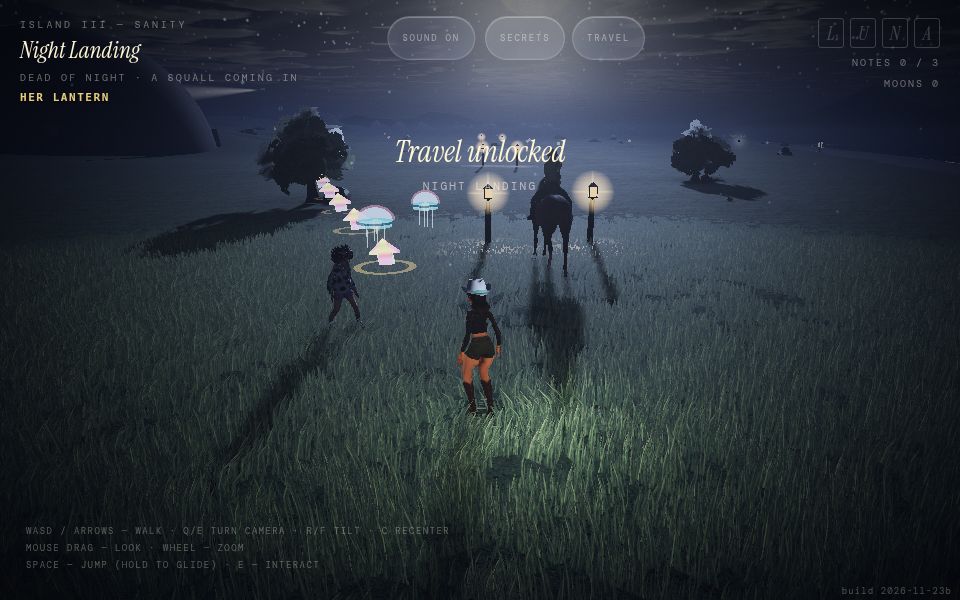 ISLAND III — SANITY
Night Landing
DEAD OF NIGHT · A SQUALL COMING IN
HER LANTERN
SOUND ON
SECRETS
TRAVEL
L U N A
NOTES 0 / 3
MOONS 0
Travel unlocked
NIGHT LANDING
WASD / ARROWS — WALK · Q/E TURN CAMERA · R/F TILT · C RECENTER
MOUSE DRAG — LOOK · WHEEL — ZOOM
SPACE — JUMP (HOLD TO GLIDE) · E — INTERACT
build 2026-11-23b